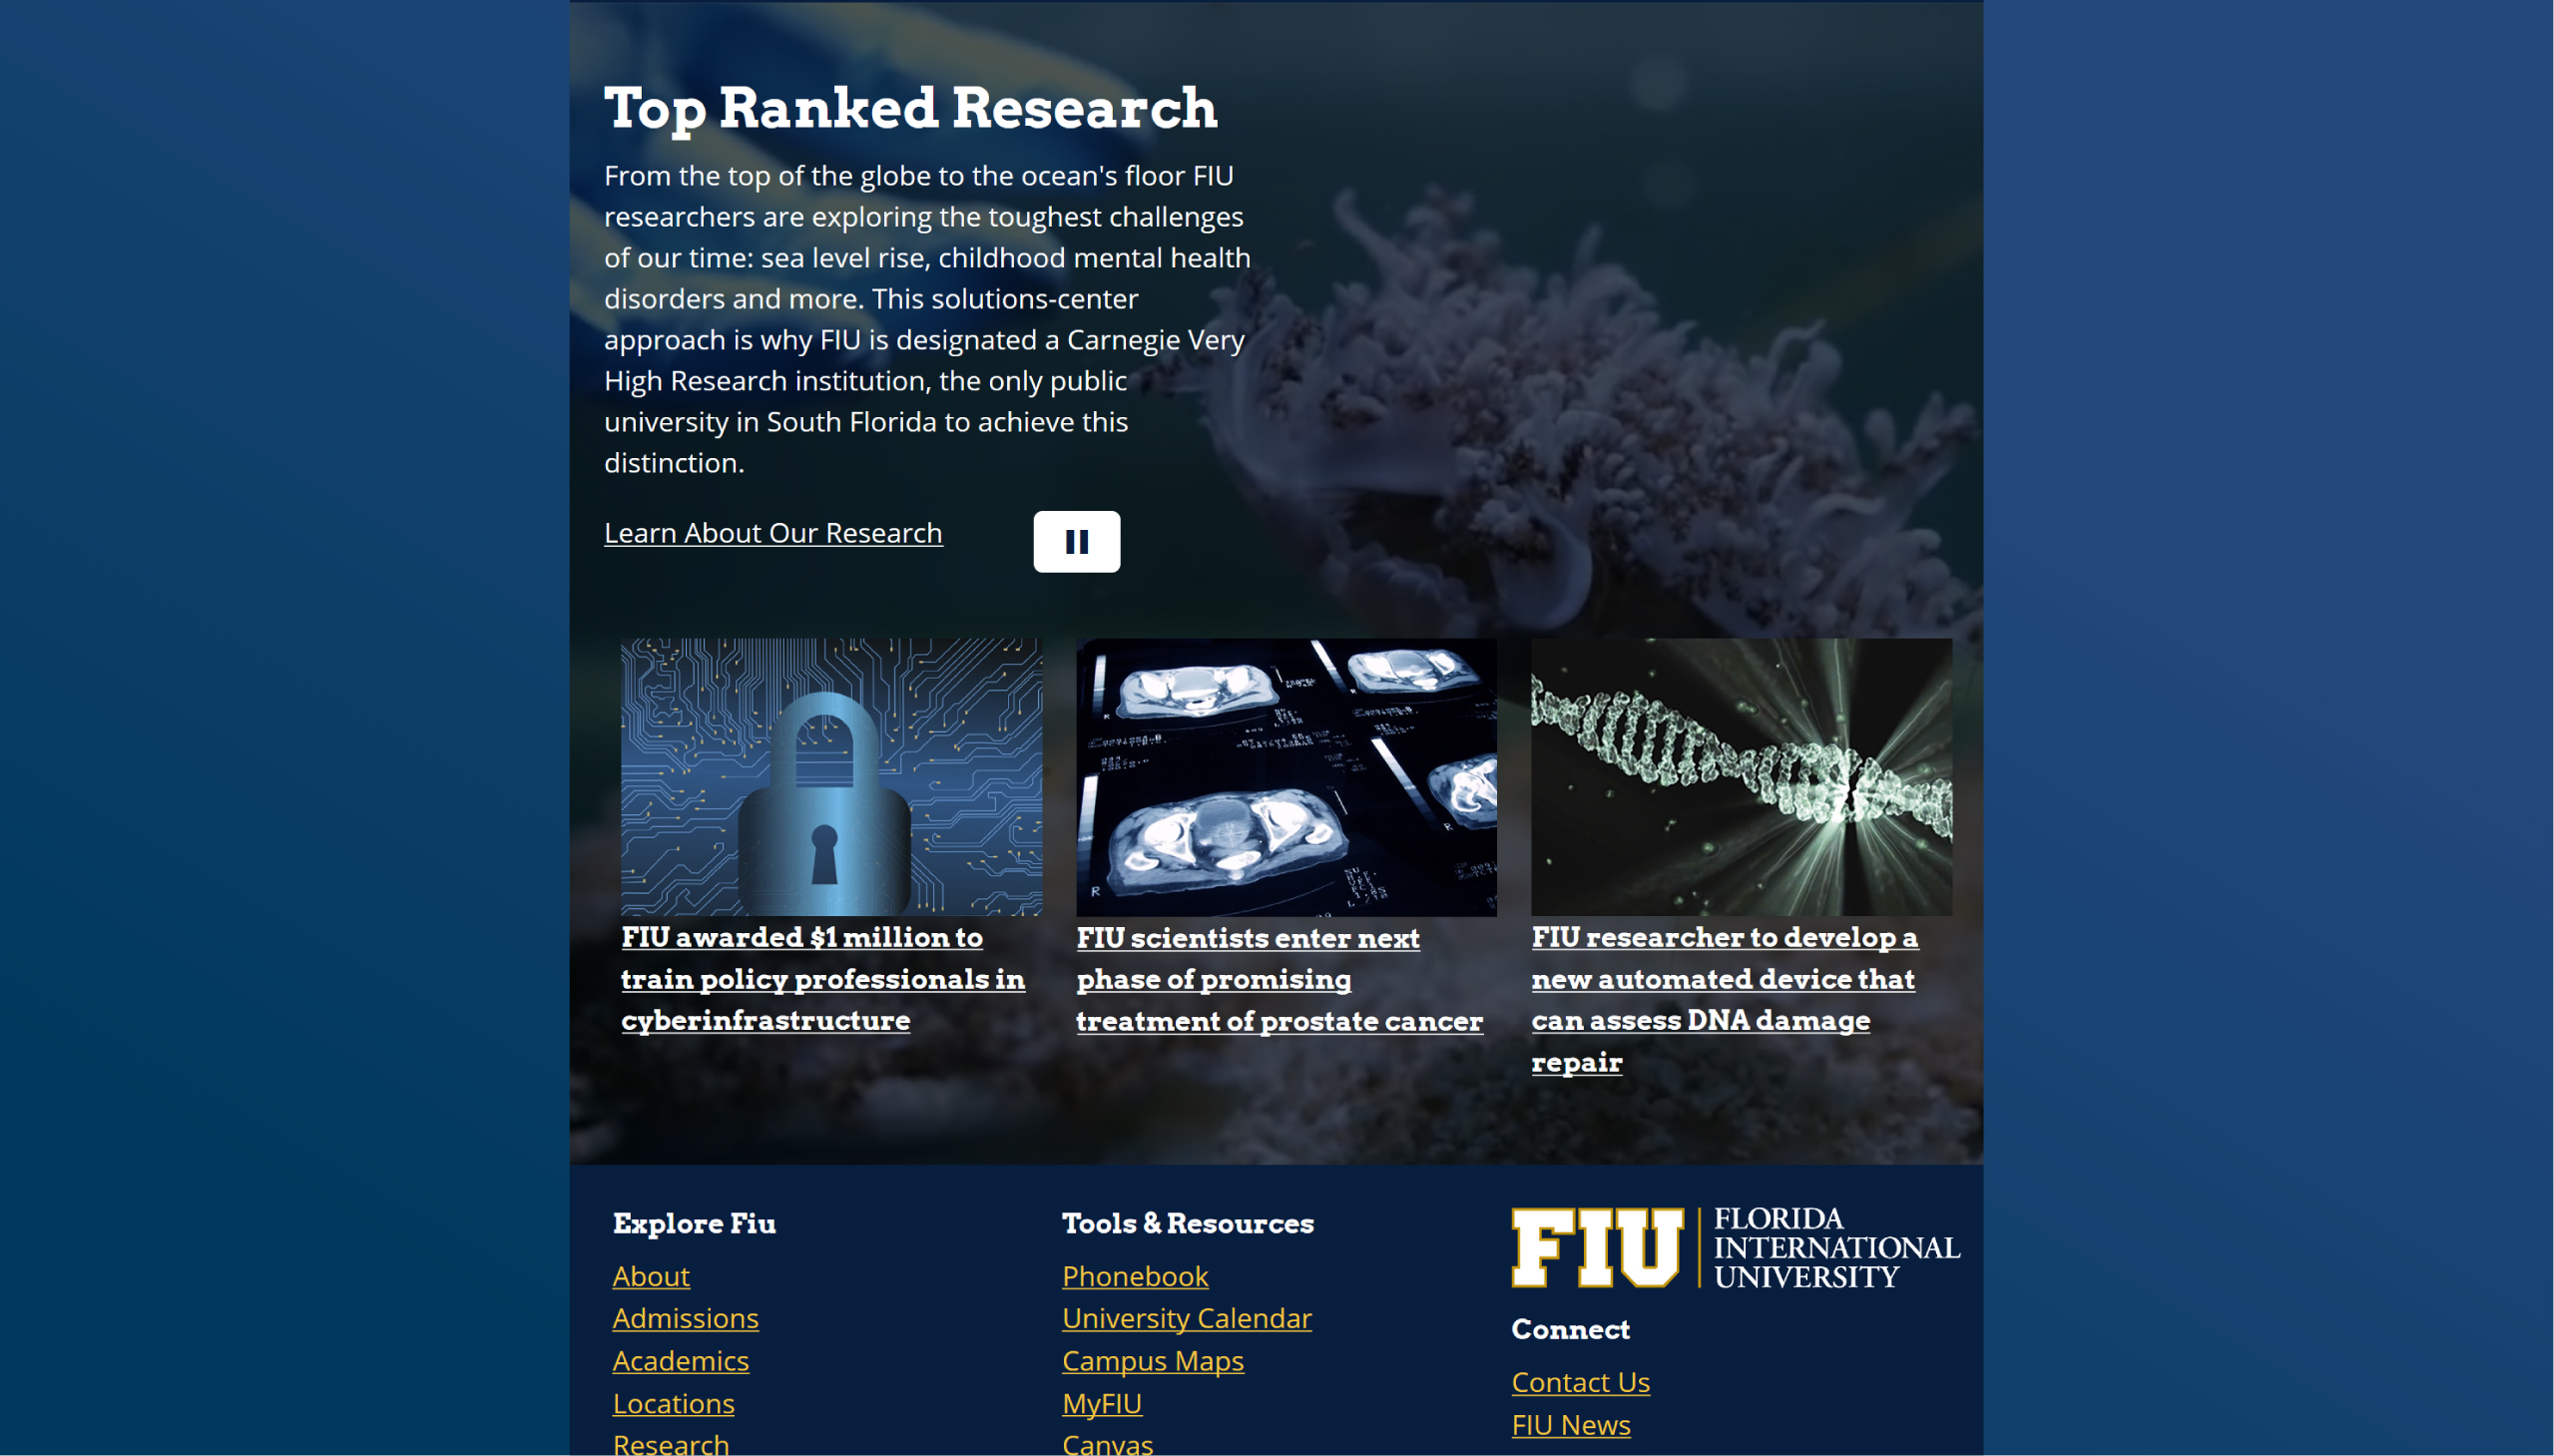 Top Ranked Research
From the top of the globe to the ocean's floor FIU
researchers are exploring the toughest challenges
of our time: sea level rise, childhood mental health
disorders and more. This solutions-center
approach is why FIU is designated a Carnegie Very
High Research institution, the only public
university in South Florida to achieve this
distinction.
Learn About Our Research
FIU awarded $1 million to
train policy professionals in
cyberinfrastructure
FIU scientists enter next
phase of promising
treatment of prostate cancer
FIU researcher to develop a
new automated device that
can assess DNA damage
repair
Explore Fiu
About
Admissions
Academics
Locations
Research
Tools & Resources
Phonebook
University Calendar
Campus Maps
MyFIU
Canvas
FIU
FLORIDA
INTERNATIONAL
UNIVERSITY
Connect
Contact Us
FIU News